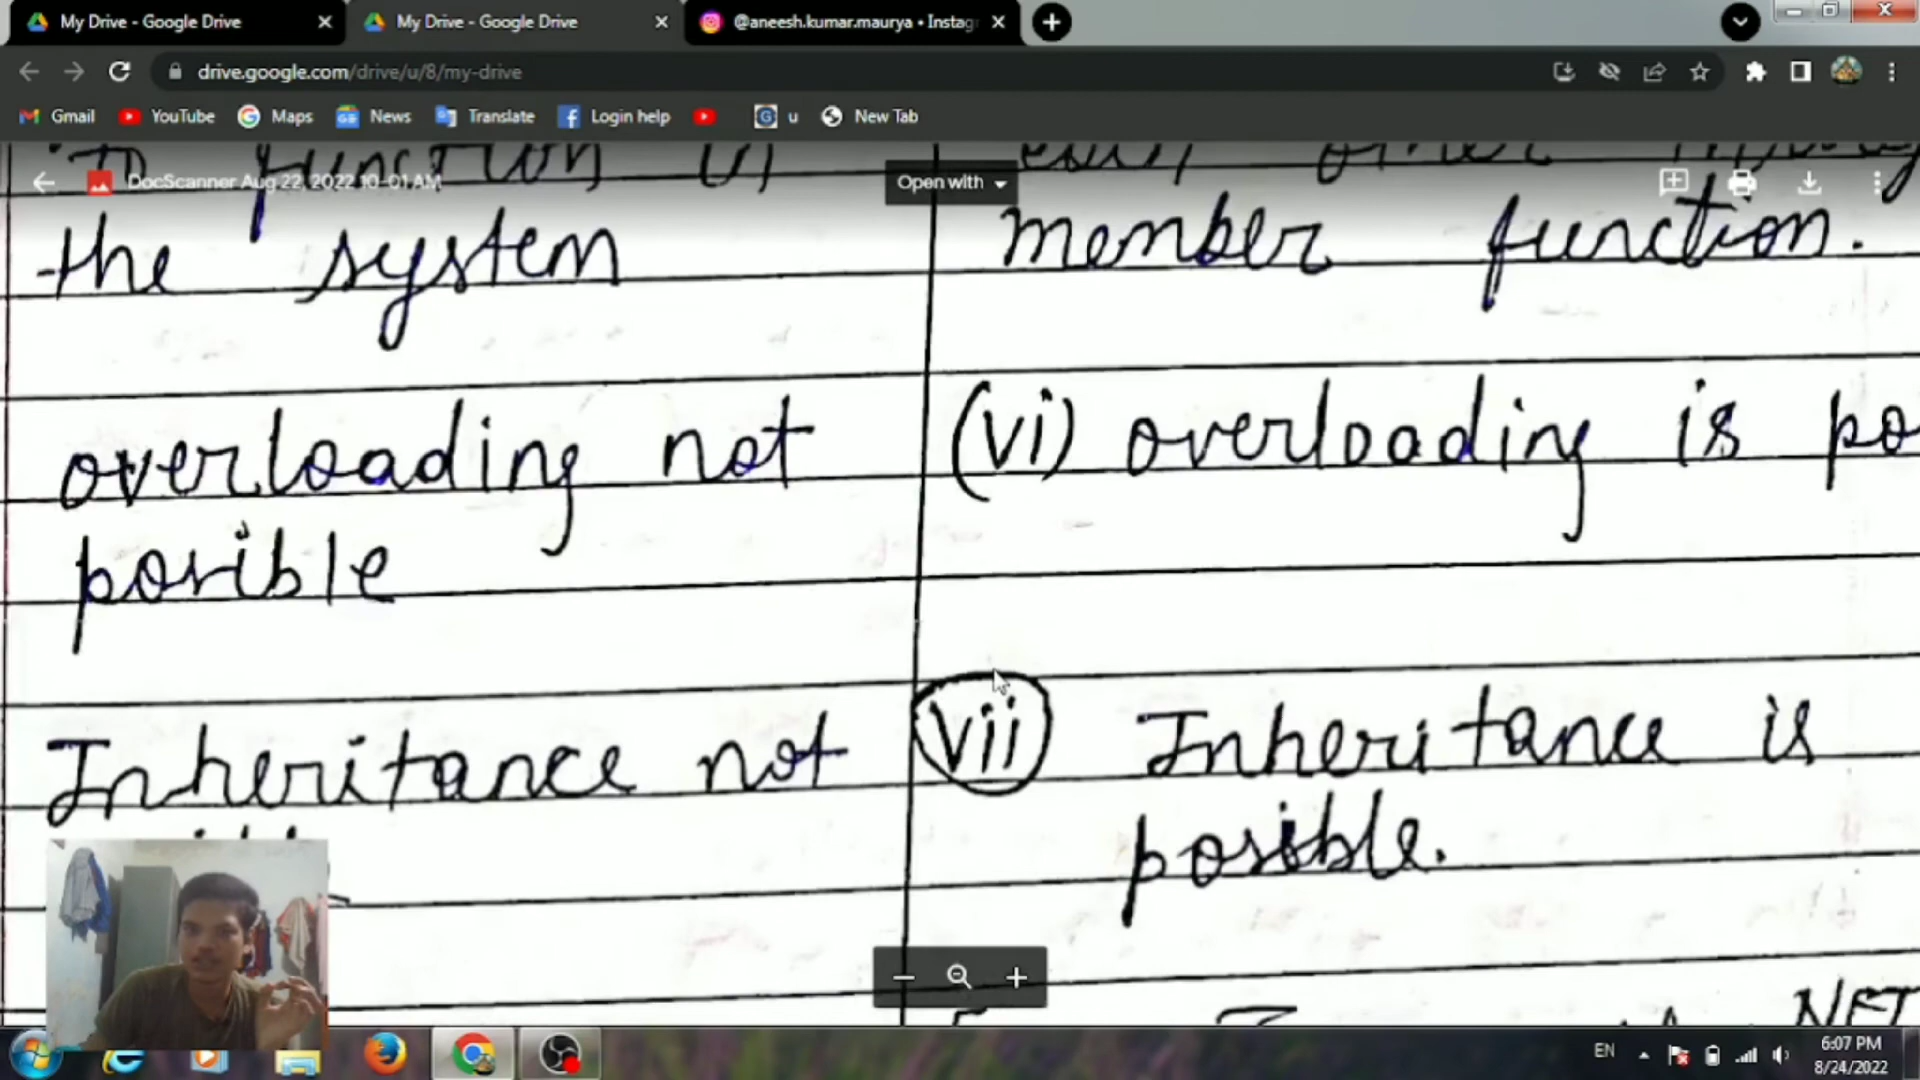 My Drive - Google Drive
My Drive - Google Drive
@aneesh.kumar.maurya • Instag
drive.google.com/drive/u/8/my-drive
Gmail
YouTube
Maps
News
Translate
Login help
u
New Tab
DocScanner Aug 22, 2022 10-01 AM
Open with
function of
the system
member function.
overloading not
(vi) overloading is po
posible
Inheritance not
vii Inheritance is
posible.
NET
EN
6:07 PM
8/24/2022